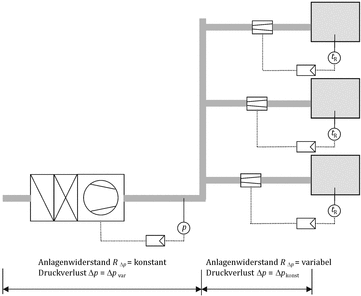 t_R
t_R
t_R
p
Anlagenwiderstand R_Δp = konstant
Druckverlust Δp = Δp_var
Anlagenwiderstand R_Δp = variabel
Druckverlust Δp = Δp_konst